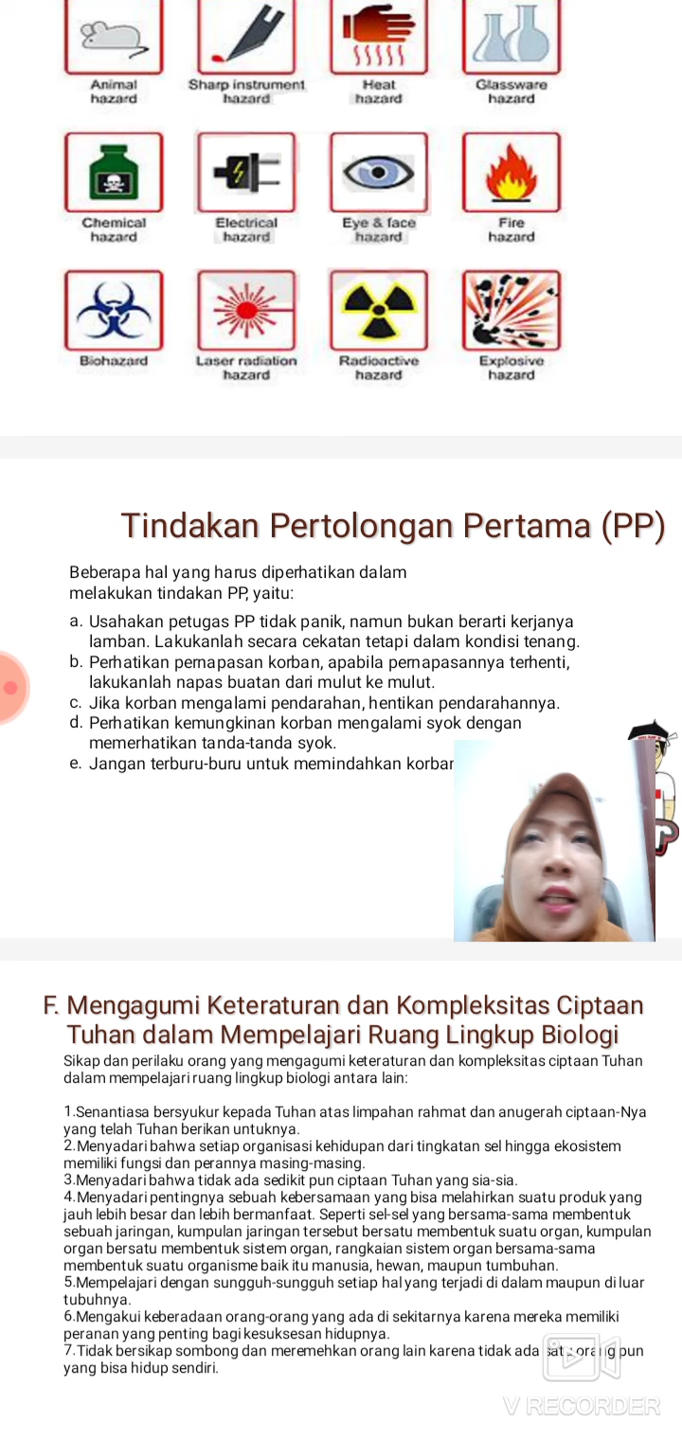 Animal hazard
Sharp instrument hazard
Heat hazard
Glassware hazard
Chemical hazard
Electrical hazard
Eye & face hazard
Fire hazard
Biohazard
Laser radiation hazard
Radioactive hazard
Explosive hazard
Tindakan Pertolongan Pertama (PP)
Beberapa hal yang harus diperhatikan dalam
melakukan tindakan PP, yaitu:
a. Usahakan petugas PP tidak panik, namun bukan berarti kerjanya
lamban. Lakukanlah secara cekatan tetapi dalam kondisi tenang.
b. Perhatikan pernapasan korban, apabila pernapasannya terhenti,
lakukanlah napas buatan dari mulut ke mulut.
c. Jika korban mengalami pendarahan, hentikan pendarahannya.
d. Perhatikan kemungkinan korban mengalami syok dengan
memerhatikan tanda-tanda syok.
e. Jangan terburu-buru untuk memindahkan
F. Mengagumi Keteraturan dan Kompleksitas Ciptaan
Tuhan dalam Mempelajari Ruang Lingkup Biologi
Sikap dan perilaku orang yang mengagumi keteraturan dan kompleksitas ciptaan Tuhan
dalam mempelajari ruang lingkup biologi antara lain:
1.Senantiasa bersyukur kepada Tuhan atas limpahan rahmat dan anugerah ciptaan-Nya
yang telah Tuhan berikan untuknya.
2.Menyadari bahwa setiap organisasi kehidupan dari tingkatan sel hingga ekosistem
memiliki fungsi dan perannya masing-masing.
3.Menyadari bahwa tidak ada sedikit pun ciptaan Tuhan yang sia-sia.
4.Menyadari pentingnya sebuah kebersamaan yang bisa melahirkan suatu produk yang
jauh lebih besar dan lebih bermanfaat. Seperti sel-sel yang bersama-sama membentuk
sebuah jaringan, kumpulan jaringan tersebut bersatu membentuk suatu organ, kumpulan
organ bersatu membentuk sistem organ, rangkaian sistem organ bersama-sama
membentuk suatu organisme baik itu manusia, hewan, maupun tumbuhan.
5.Mempelajari dengan sungguh-sungguh setiap hal yang terjadi di dalam maupun di luar
tubuhnya.
6.Mengakui keberadaan orang-orang yang ada di sekitarnya karena mereka memiliki
peranan yang penting bagi kesuksesan hidupnya.
7.Tidak bersikap sombong dan meremehkan orang lain karena tidak ada satu orang pun
yang bisa hidup sendiri.
V RECORDER